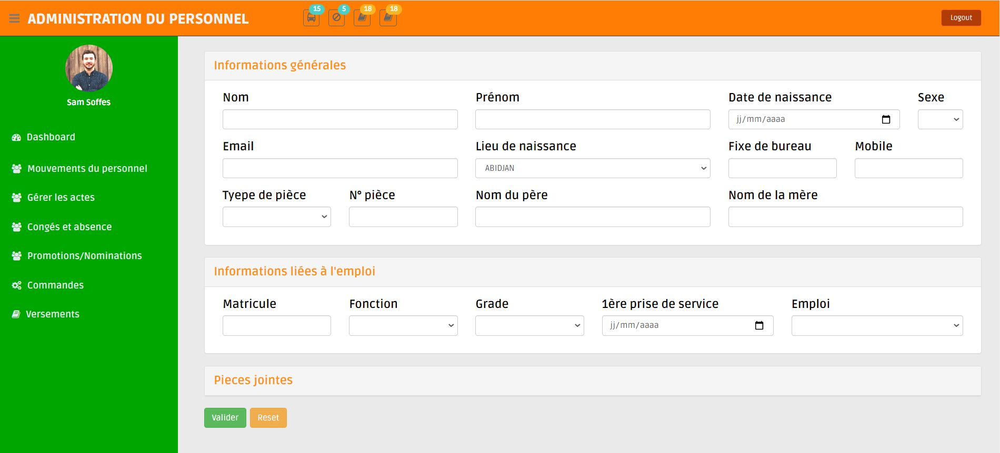 ADMINISTRATION DU PERSONNEL
15
5
18
18
Logout
Sam Soffes
Dashboard
Mouvements du personnel
Gérer les actes
Congés et absence
Promotions/Nominations
Commandes
Versements
Informations générales
Nom
Prénom
Date de naissance
Sexe
jj/mm/aaaa
Email
Lieu de naissance
Fixe de bureau
Mobile
ABIDJAN
Tyepe de pièce
N° pièce
Nom du père
Nom de la mère
Informations liées à l'emploi
Matricule
Fonction
Grade
1ère prise de service
Emploi
jj/mm/aaaa
Pieces jointes
Valider
Reset